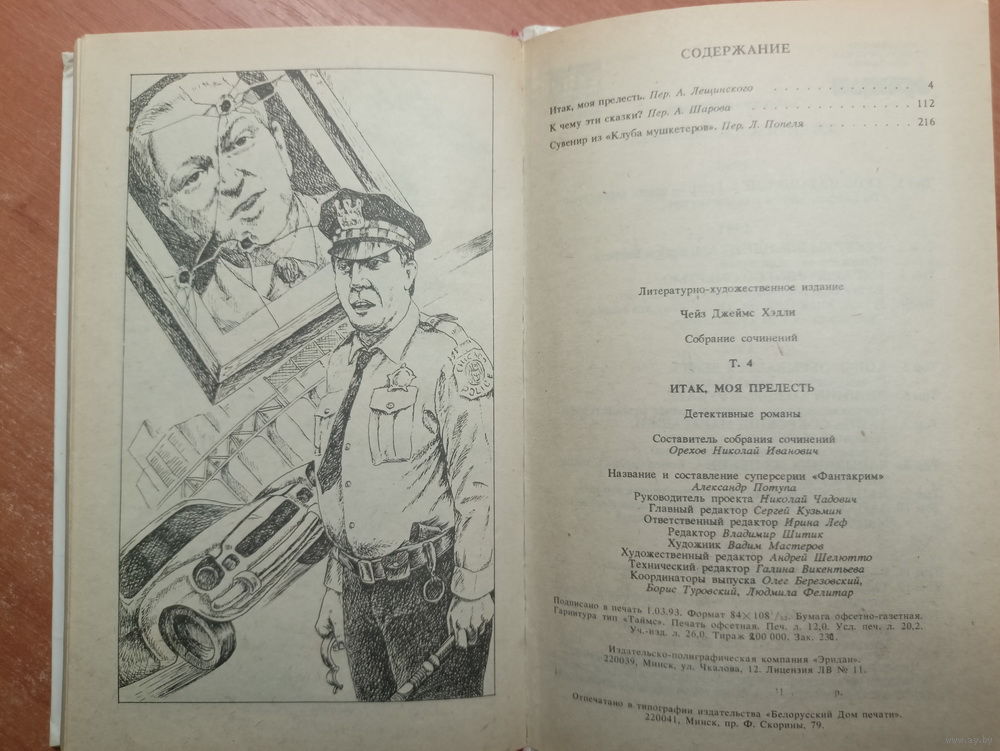 СОДЕРЖАНИЕ
Итак, моя прелесть. Пер. А. Лещинского . . . . . . . . . . . . 4
К чему эти сказки? Пер. А. Шарова . . . . . . . . . . . . 112
Сувенир из «Клуба мушкетеров». Пер. Л. Попеля . . . . . . . . . 216
Литературно-художественное издание
Чейз Джеймс Хэдли
Собрание сочинений
Т. 4
ИТАК, МОЯ ПРЕЛЕСТЬ
Детективные романы
Составитель собрания сочинений
Орехов Николай Иванович
Название и составление суперсерии «Фантакрим»
Александр Потупа
Руководитель проекта Николай Чадович
Главный редактор Сергей Кузьмин
Ответственный редактор Ирина Леф
Редактор Владимир Шитик
Художник Вадим Мастеров
Художественный редактор Андрей Шелютто
Технический редактор Галина Викентьева
Координаторы выпуска Олег Березовский,
Борис Туровский, Людмила Фелитар
Подписано в печать 1.03.93. Формат 84×108 1/32. Бумага офсетно-газетная.
Гарнитура тип «Таймс». Печать офсетная. Печ. л. 12,0. Усл. печ. л. 20,2.
Уч.-изд. л. 26,0. Тираж 200 000. Зак. 231.
Издательско-полиграфическая компания «Эридан».
220039, Минск, ул. Чкалова, 12. Лицензия ЛВ № 11.
р.
Отпечатано в типографии издательства «Белорусский Дом печати».
220041, Минск, пр. Ф. Скорины, 79.
POLICE
www.ay.by